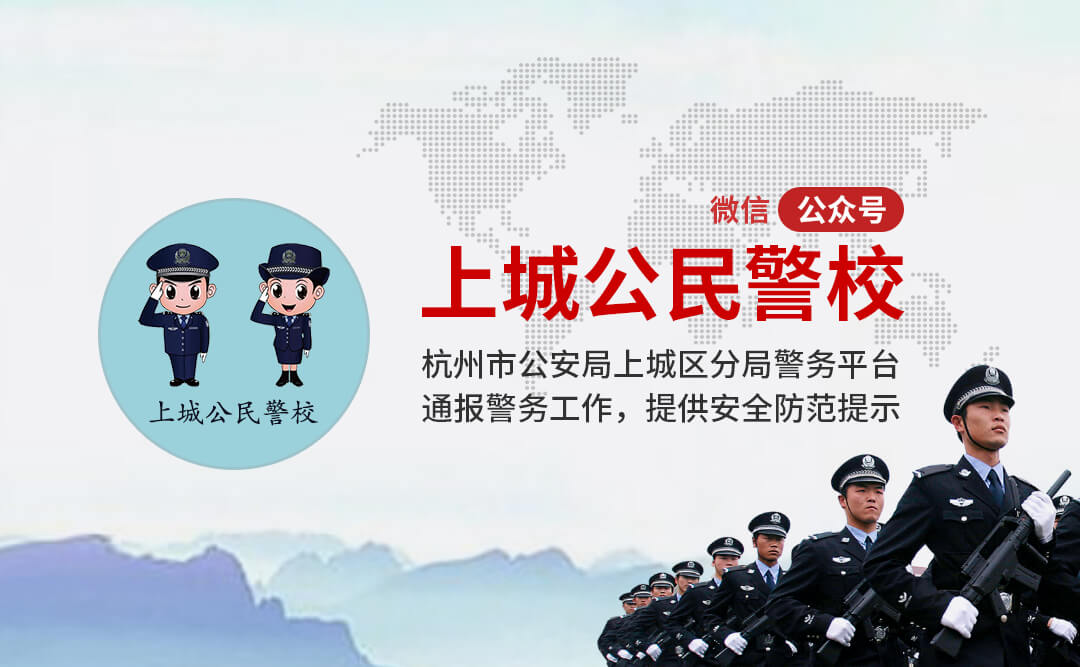 微信 公众号
上城公民警校
杭州市公安局上城区分局警务平台
通报警务工作，提供安全防范提示
上城公民警校